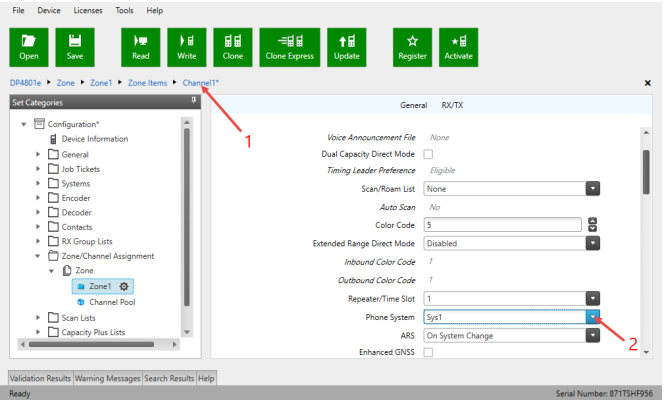 File Device Licenses Tools Help
Open Save Read Write Clone Clone Express Update Register Activate
DP4801e Zone Zone1 Zone Items Channel1*
Set Categories
General RX/TX
1
Configuration*
Device Information
General
Job Tickets
Systems
Encoder
Decoder
Contacts
RX Group Lists
Zone/Channel Assignment
Zone
Zone1
Channel Pool
Scan Lists
Capacity Plus Lists
Voice Announcement File None
Dual Capacity Direct Mode
Timing Leader Preference Eligible
Scan/Roam List None
Auto Scan No
Color Code 5
Extended Range Direct Mode Disabled
Inbound Color Code 1
Outbound Color Code 1
Repeater/Time Slot 1
Phone System Sys1
ARS On System Change
2
Enhanced GNSS
Validation Results Warning Messages Search Results Help
Ready Serial Number: 871TSHF956